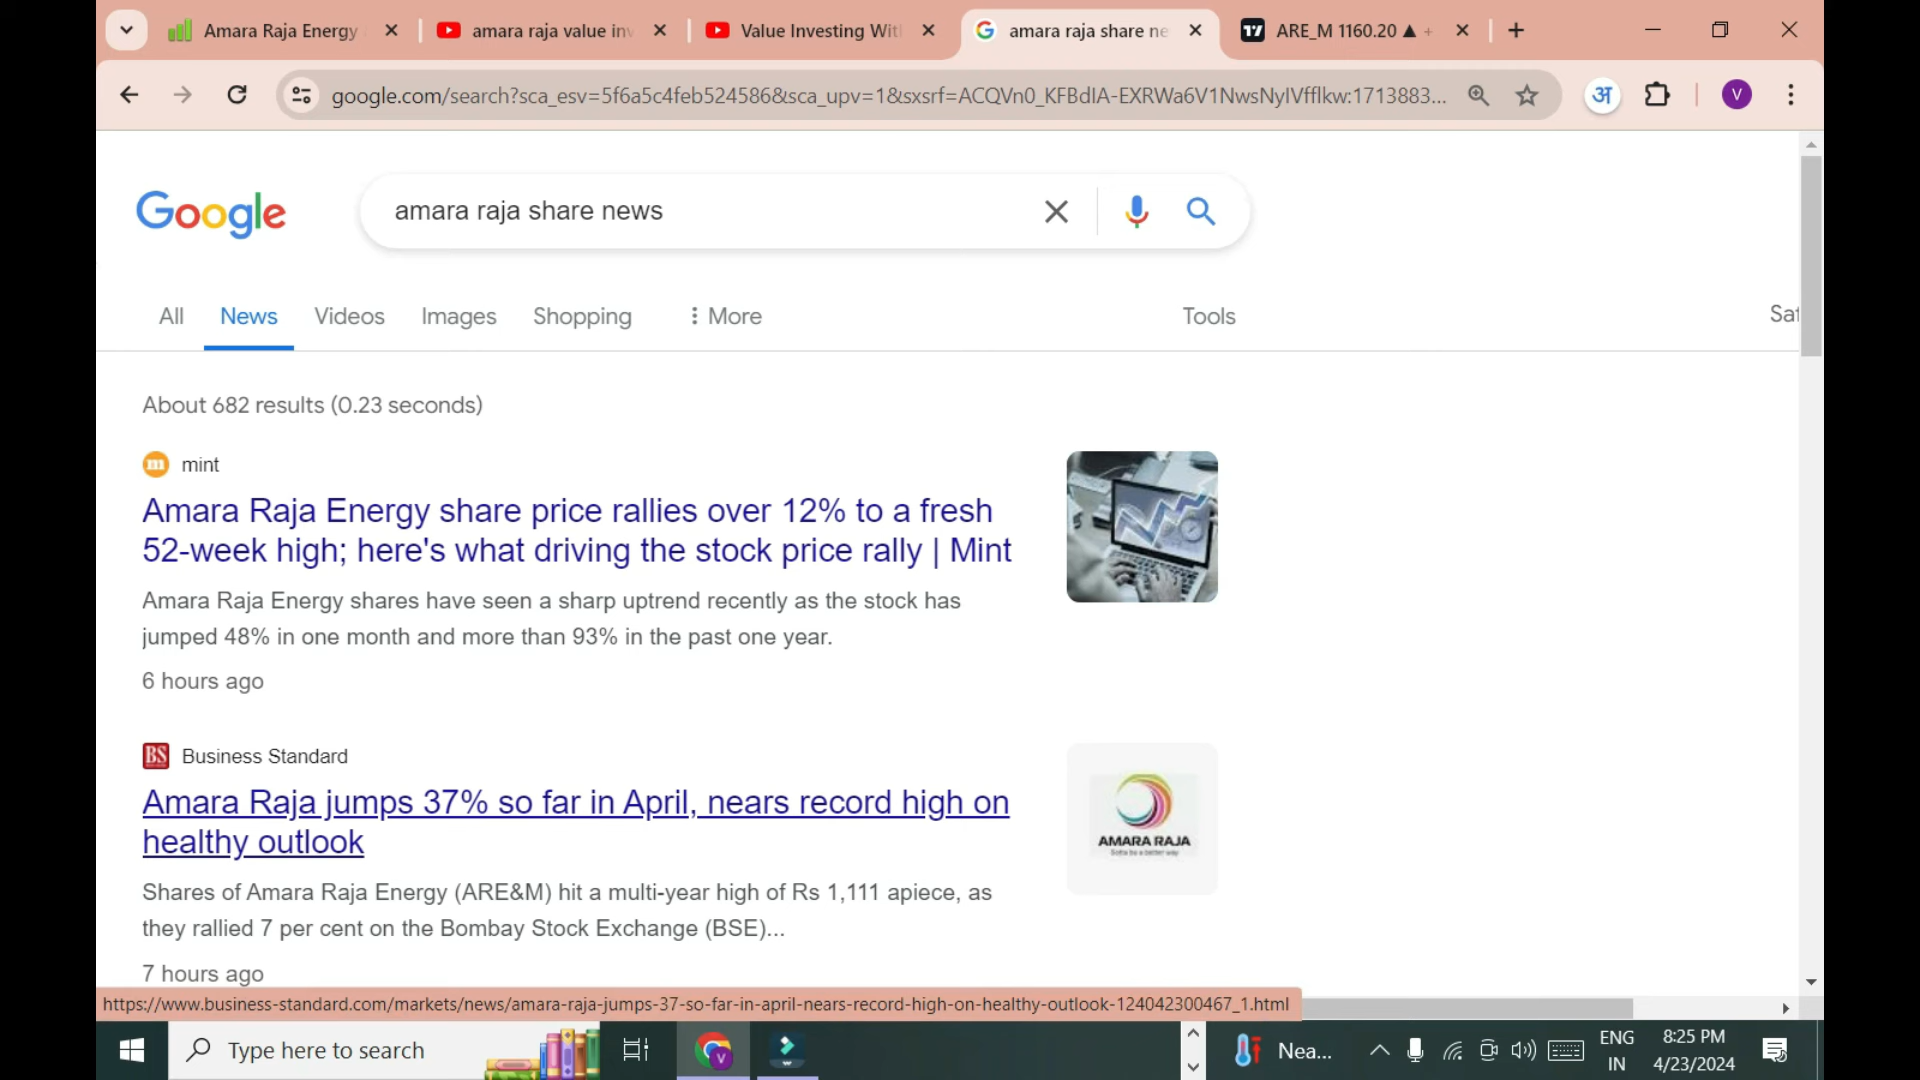 Amara Raja Energy
amara raja value inv
Value Investing Wit
amara raja share ne
ARE_M 1160.20 ▲ +
google.com/search?sca_esv=5f6a5c4feb524586&sca_upv=1&sxsrf=ACQVn0_KFBdIA-EXRWa6V1NwsNyIVfflkw:1713883...
अ
V
Google
amara raja share news
All News Videos Images Shopping More Tools
Saf
About 682 results (0.23 seconds)
m mint
Amara Raja Energy share price rallies over 12% to a fresh
52-week high; here's what driving the stock price rally | Mint
Amara Raja Energy shares have seen a sharp uptrend recently as the stock has
jumped 48% in one month and more than 93% in the past one year.
6 hours ago
BS Business Standard
Amara Raja jumps 37% so far in April, nears record high on
healthy outlook
AMARA RAJA
Gotta be a better way
Shares of Amara Raja Energy (ARE&M) hit a multi-year high of Rs 1,111 apiece, as
they rallied 7 per cent on the Bombay Stock Exchange (BSE)...
7 hours ago
https://www.business-standard.com/markets/news/amara-raja-jumps-37-so-far-in-april-nears-record-high-on-healthy-outlook-124042300467_1.html
Type here to search
V
Nea...
ENG
IN
8:25 PM
4/23/2024